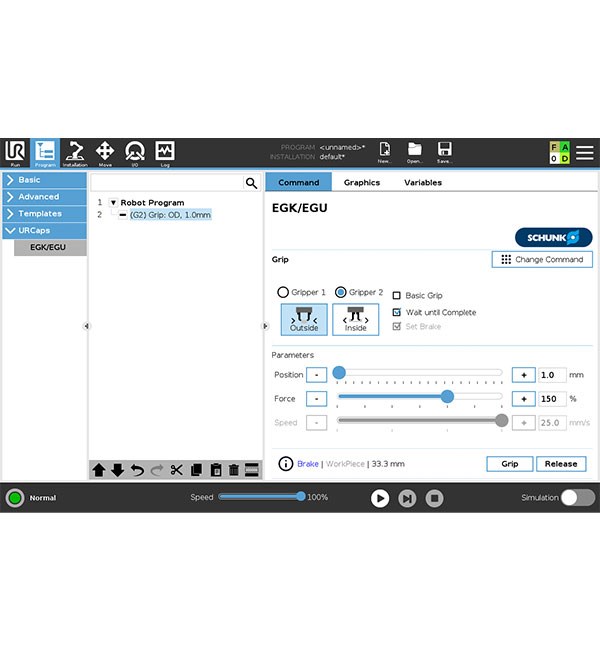 PROGRAM <unnamed>*
INSTALLATION default*
F A
0 D
Run Program Installation Move I/O Log New... Open... Save...
Basic
Advanced
Templates
URCaps
EGK/EGU
1 Robot Program
2 (G2) Grip: OD, 1.0mm
Command Graphics Variables
EGK/EGU
SCHUNK
Grip
Change Command
Gripper 1 Gripper 2 Basic Grip
Wait until Complete
Set Brake
Outside Inside
Parameters
Position - + 1.0 mm
Force - + 150 %
Speed - + 25.0 mm/s
Brake | WorkPiece | 33.3 mm
Grip Release
Normal
Speed 100%
Simulation